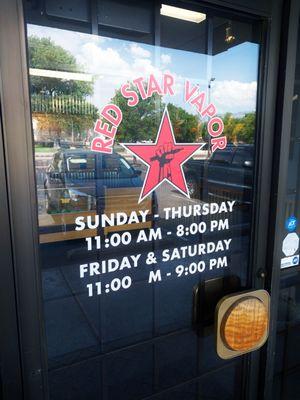 RED STAR VAPOR
SUNDAY - THURSDAY
11:00 AM - 8:00 PM
FRIDAY & SATURDAY
11:00 M - 9:00 PM